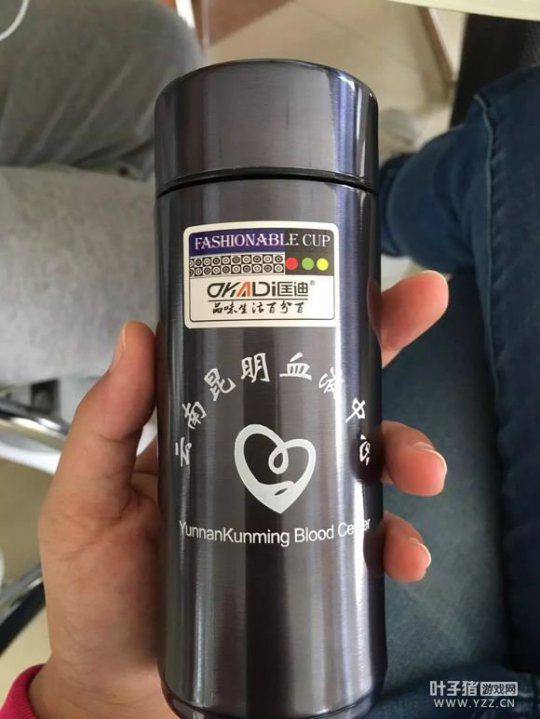 FASHIONABLE CUP
OKADi匡迪®
品味生活百分百
云南昆明血液中心
YunnanKunming Blood Center
叶子猪游戏网
WWW.YZZ.CN